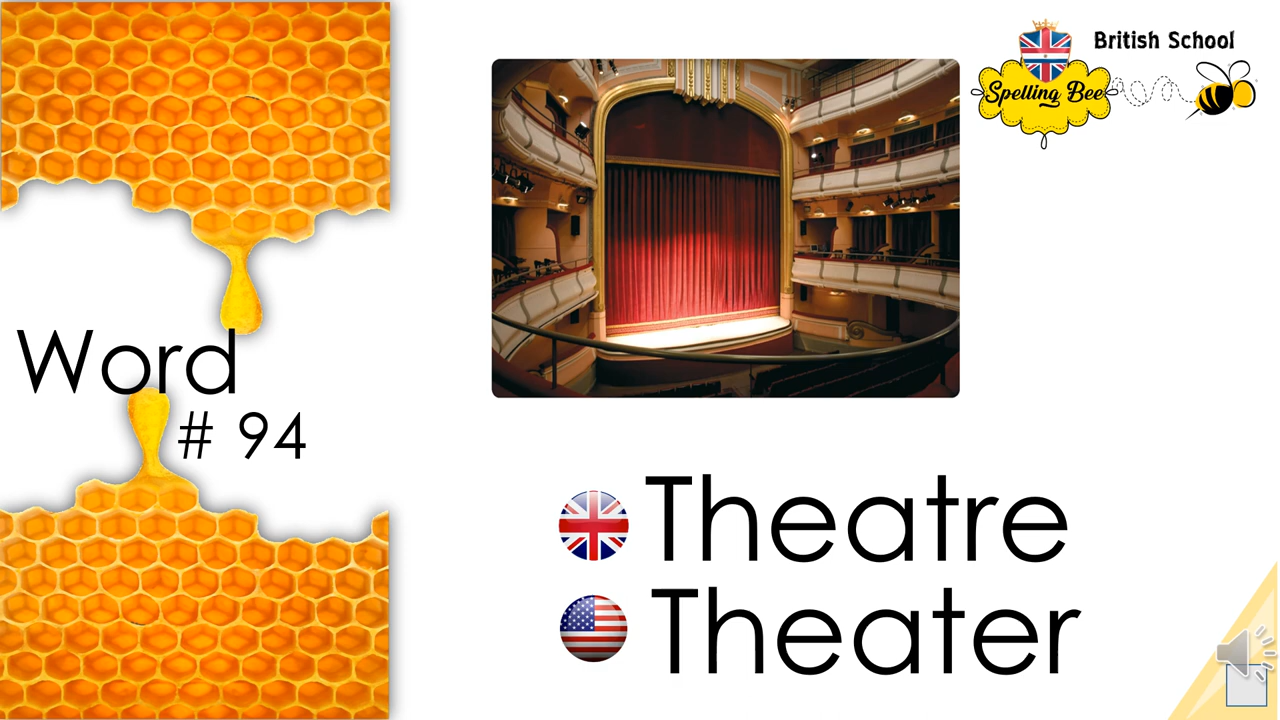 British School
Spelling Bee
Word
# 94
Theatre
Theater